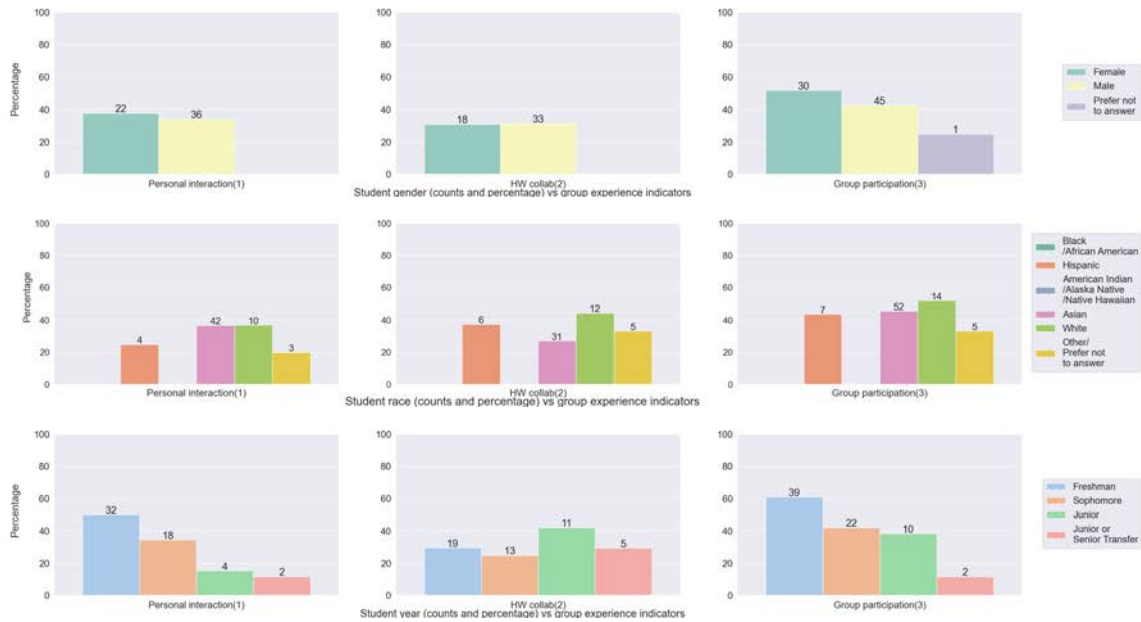 100
80
60
40
20
0
Percentage
22
36
Personal interaction(1)
100
80
60
40
20
0
18
33
HW collab(2)
100
80
60
40
20
0
30
45
1
Group participation(3)
Female
Male
Prefer not
to answer
Student gender (counts and percentage) vs group experience indicators
100
80
60
40
20
0
Percentage
4
42
10
3
Personal interaction(1)
100
80
60
40
20
0
6
31
12
5
HW collab(2)
100
80
60
40
20
0
7
52
14
5
Group participation(3)
Black
/African American
Hispanic
American Indian
/Alaska Native
/Native Hawaiian
Asian
White
Other/
Prefer not
to answer
Student race (counts and percentage) vs group experience indicators
100
80
60
40
20
0
Percentage
32
18
4
2
Personal interaction(1)
100
80
60
40
20
0
19
13
11
5
HW collab(2)
100
80
60
40
20
0
39
22
10
2
Group participation(3)
Freshman
Sophomore
Junior
Junior or
Senior Transfer
Student year (counts and percentage) vs group experience indicators